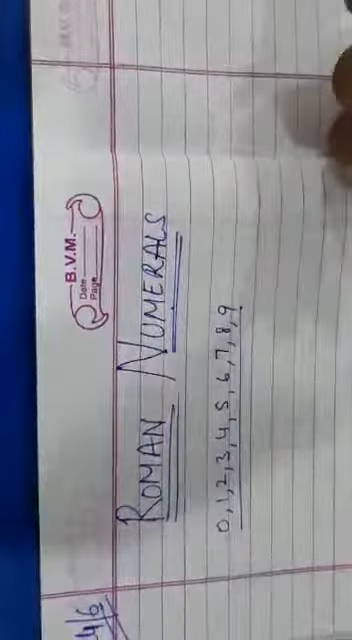 B.V.M.
Date
Page
4/6
ROMAN NUMERALS
0,1,2,3,4,5,6,7,8,9